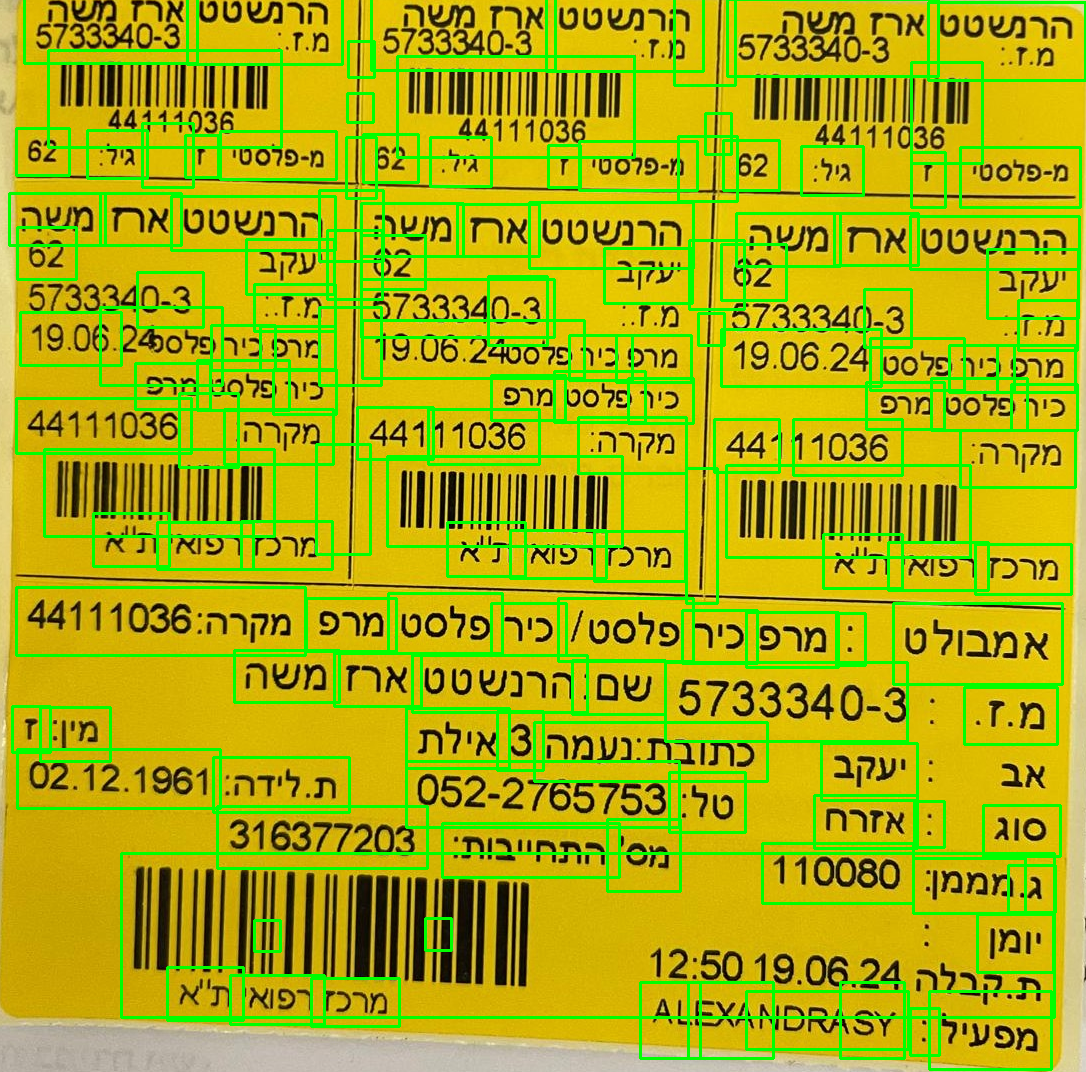 הרנשטט ארז משה
מ.ז.: 5733340-3
44111036
מ-פלסטי ז גיל: 62
הרנשטט ארז משה
מ.ז.: 5733340-3
44111036
מ-פלסטי ז גיל: 62
הרנשטט ארז משה
מ.ז.: 5733340-3
44111036
מ-פלסטי ז גיל: 62
הרנשטט ארז משה
יעקב 62
מ.ז.: 5733340-3
מרפ כיר פלסט 19.06.24
כיר פלסט מרפ
מקרה: 44111036
מרכז רפואי ת"א
הרנשטט ארז משה
יעקב 62
מ.ז.: 5733340-3
מרפ כיר פלסט 19.06.24
כיר פלסט מרפ
מקרה: 44111036
מרכז רפואי ת"א
הרנשטט ארז משה
יעקב 62
מ.ז.: 5733340-3
מרפ כיר פלסט 19.06.24
כיר פלסט מרפ
מקרה: 44111036
מרכז רפואי ת"א
אמבולט : מרפ כיר פלסט/ כיר פלסט מרפ מקרה: 44111036
מ.ז. : 5733340-3 שם: הרנשטט ארז משה
אב : יעקב כתובת:נעמה 3 אילת מין: ז
סוג : אזרח טל: 052-2765753 ת.לידה: 02.12.1961
ג.מממן: 110080 מס' התחייבות: 316377203
יומן :
ת.קבלה 19.06.24 12:50
מפעיל : ALEXANDRASY
מרכז רפואי ת"א